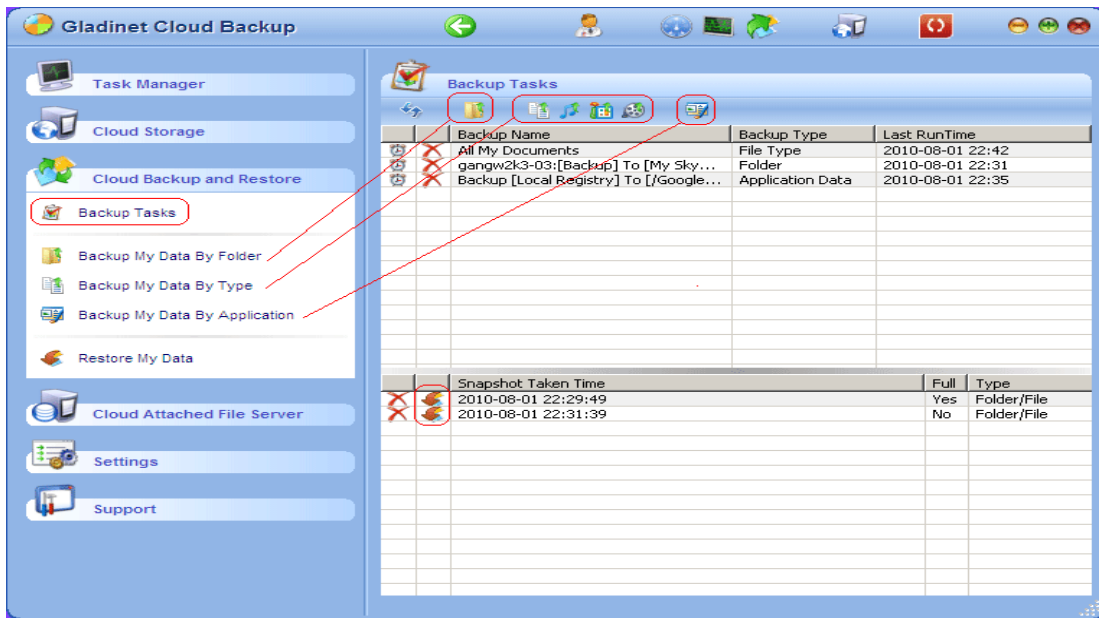 Gladinet Cloud Backup
Task Manager
Cloud Storage
Cloud Backup and Restore
Backup Tasks
Backup My Data By Folder
Backup My Data By Type
Backup My Data By Application
Restore My Data
Cloud Attached File Server
Settings
Support
Backup Tasks
Backup Name Backup Type Last RunTime
All My Documents File Type 2010-08-01 22:42
gangw2k3-03:[Backup] To [My Sky... Folder 2010-08-01 22:31
Backup [Local Registry] To [/Google... Application Data 2010-08-01 22:35
Snapshot Taken Time Full Type
2010-08-01 22:29:49 Yes Folder/File
2010-08-01 22:31:39 No Folder/File